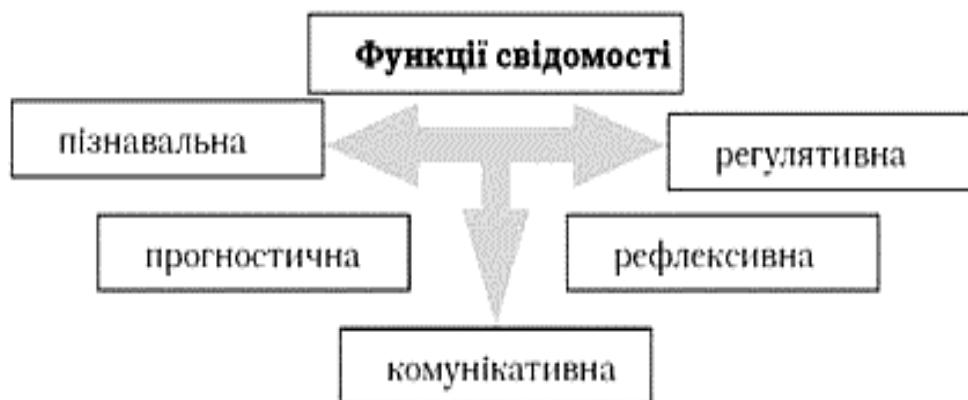 Функції свідомості
пізнавальна
регулятивна
прогностична
рефлексивна
комунікативна